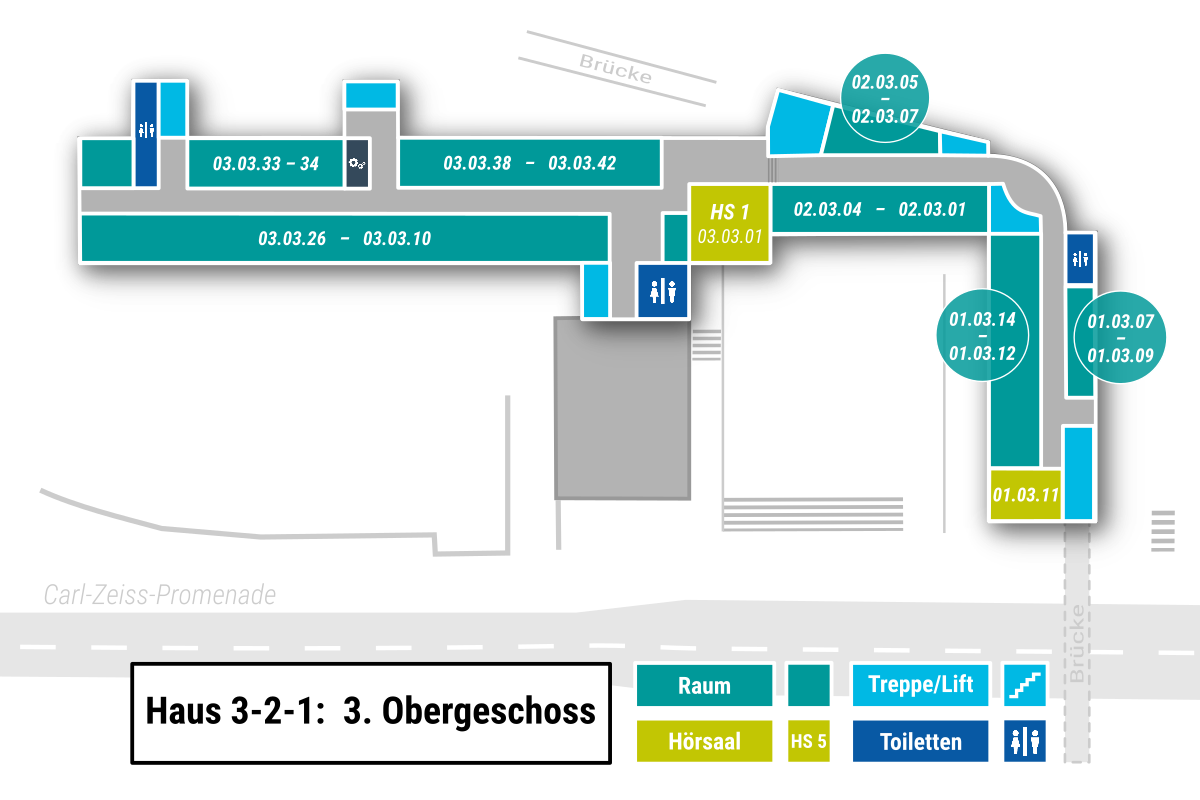 Brücke
02.03.05
–
02.03.07
03.03.33 – 34
03.03.38 – 03.03.42
HS 1
03.03.01
02.03.04 – 02.03.01
03.03.26 – 03.03.10
01.03.14
–
01.03.12
01.03.07
–
01.03.09
01.03.11
Carl-Zeiss-Promenade
Brücke
Haus 3-2-1: 3. Obergeschoss
Raum
Treppe/Lift
Hörsaal
HS 5
Toiletten